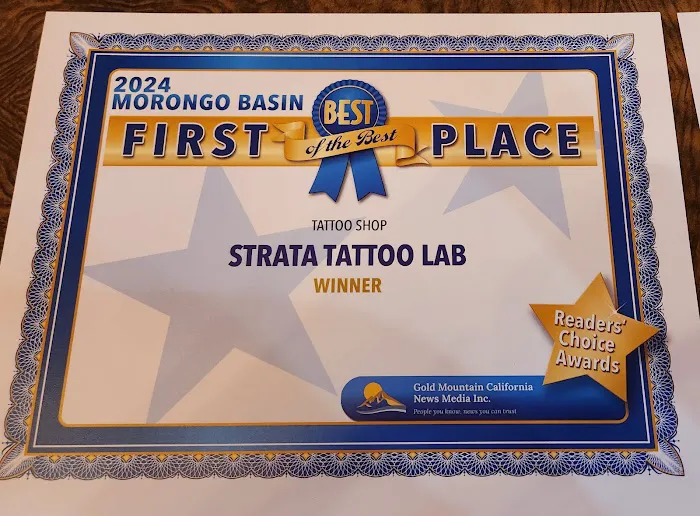 2024
MORONGO BASIN
BEST
of the Best
FIRST PLACE
TATTOO SHOP
STRATA TATTOO LAB
WINNER
Readers'
Choice
Awards
Gold Mountain California
News Media Inc.
People you know, news you can trust